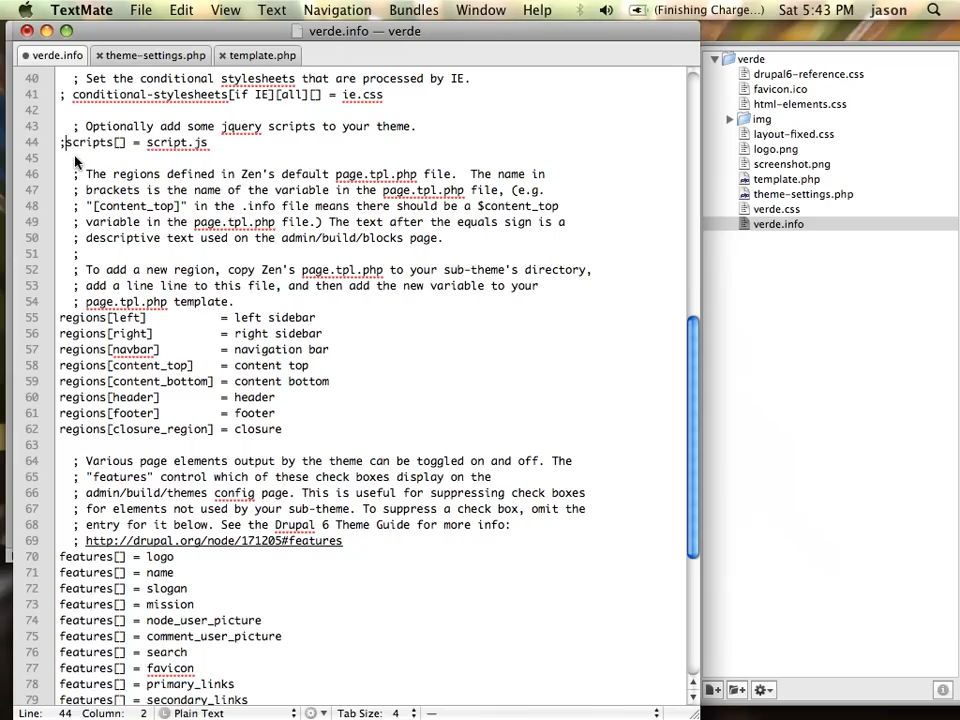 TextMate File Edit View Text Navigation Bundles Window Help (Finishing Charge...) Sat 5:43 PM jason
verde.info — verde
verde.info theme-settings.php template.php
40 ; Set the conditional stylesheets that are processed by IE.
41 ; conditional-stylesheets[if IE][all][] = ie.css
42
43 ; Optionally add some jquery scripts to your theme.
44 ;scripts[] = script.js
45
46 ; The regions defined in Zen's default page.tpl.php file.  The name in
47 ; brackets is the name of the variable in the page.tpl.php file, (e.g.
48 ; "[content_top]" in the .info file means there should be a $content_top
49 ; variable in the page.tpl.php file.) The text after the equals sign is a
50 ; descriptive text used on the admin/build/blocks page.
51 ;
52 ; To add a new region, copy Zen's page.tpl.php to your sub-theme's directory,
53 ; add a line line to this file, and then add the new variable to your
54 ; page.tpl.php template.
55 regions[left] = left sidebar
56 regions[right] = right sidebar
57 regions[navbar] = navigation bar
58 regions[content_top] = content top
59 regions[content_bottom] = content bottom
60 regions[header] = header
61 regions[footer] = footer
62 regions[closure_region] = closure
63
64 ; Various page elements output by the theme can be toggled on and off. The
65 ; "features" control which of these check boxes display on the
66 ; admin/build/themes config page. This is useful for suppressing check boxes
67 ; for elements not used by your sub-theme. To suppress a check box, omit the
68 ; entry for it below. See the Drupal 6 Theme Guide for more info:
69 ; http://drupal.org/node/171205#features
70 features[] = logo
71 features[] = name
72 features[] = slogan
73 features[] = mission
74 features[] = node_user_picture
75 features[] = comment_user_picture
76 features[] = search
77 features[] = favicon
78 features[] = primary_links
79 features[] = secondary_links
Line: 44 Column: 2 Plain Text Tab Size: 4 —
verde
drupal6-reference.css
favicon.ico
html-elements.css
img
layout-fixed.css
logo.png
screenshot.png
template.php
theme-settings.php
verde.css
verde.info